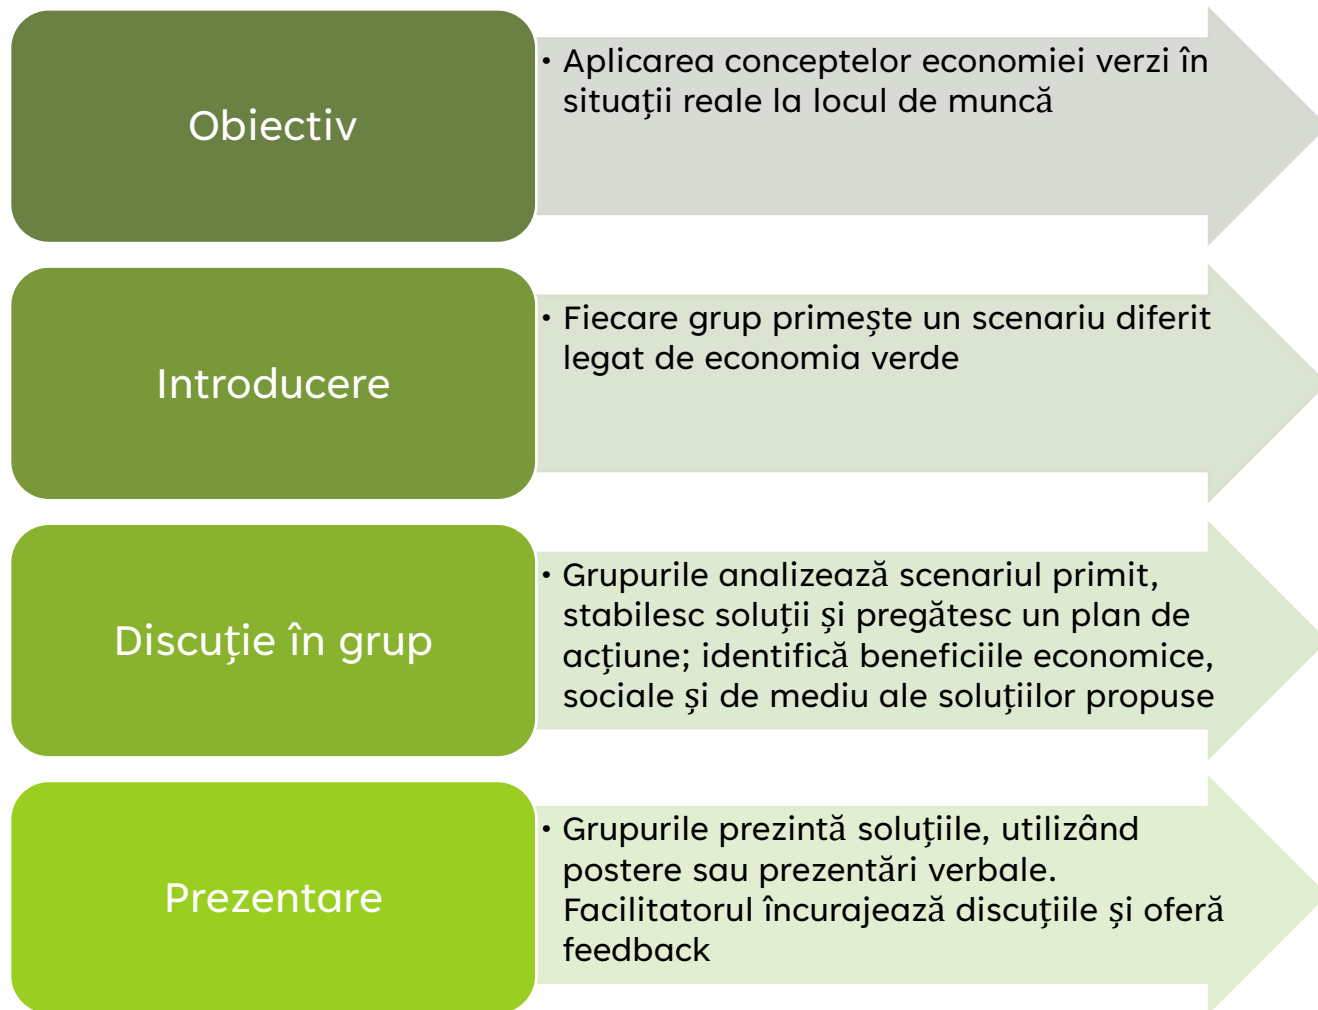 Obiectiv
• Aplicarea conceptelor economiei verzi în
situații reale la locul de muncă
Introducere
• Fiecare grup primește un scenariu diferit
legat de economia verde
Discuție în grup
• Grupurile analizează scenariul primit,
stabilesc soluții și pregătesc un plan de
acțiune; identifică beneficiile economice,
sociale și de mediu ale soluțiilor propuse
Prezentare
• Grupurile prezintă soluțiile, utilizând
postere sau prezentări verbale.
Facilitatorul încurajează discuțiile și oferă
feedback